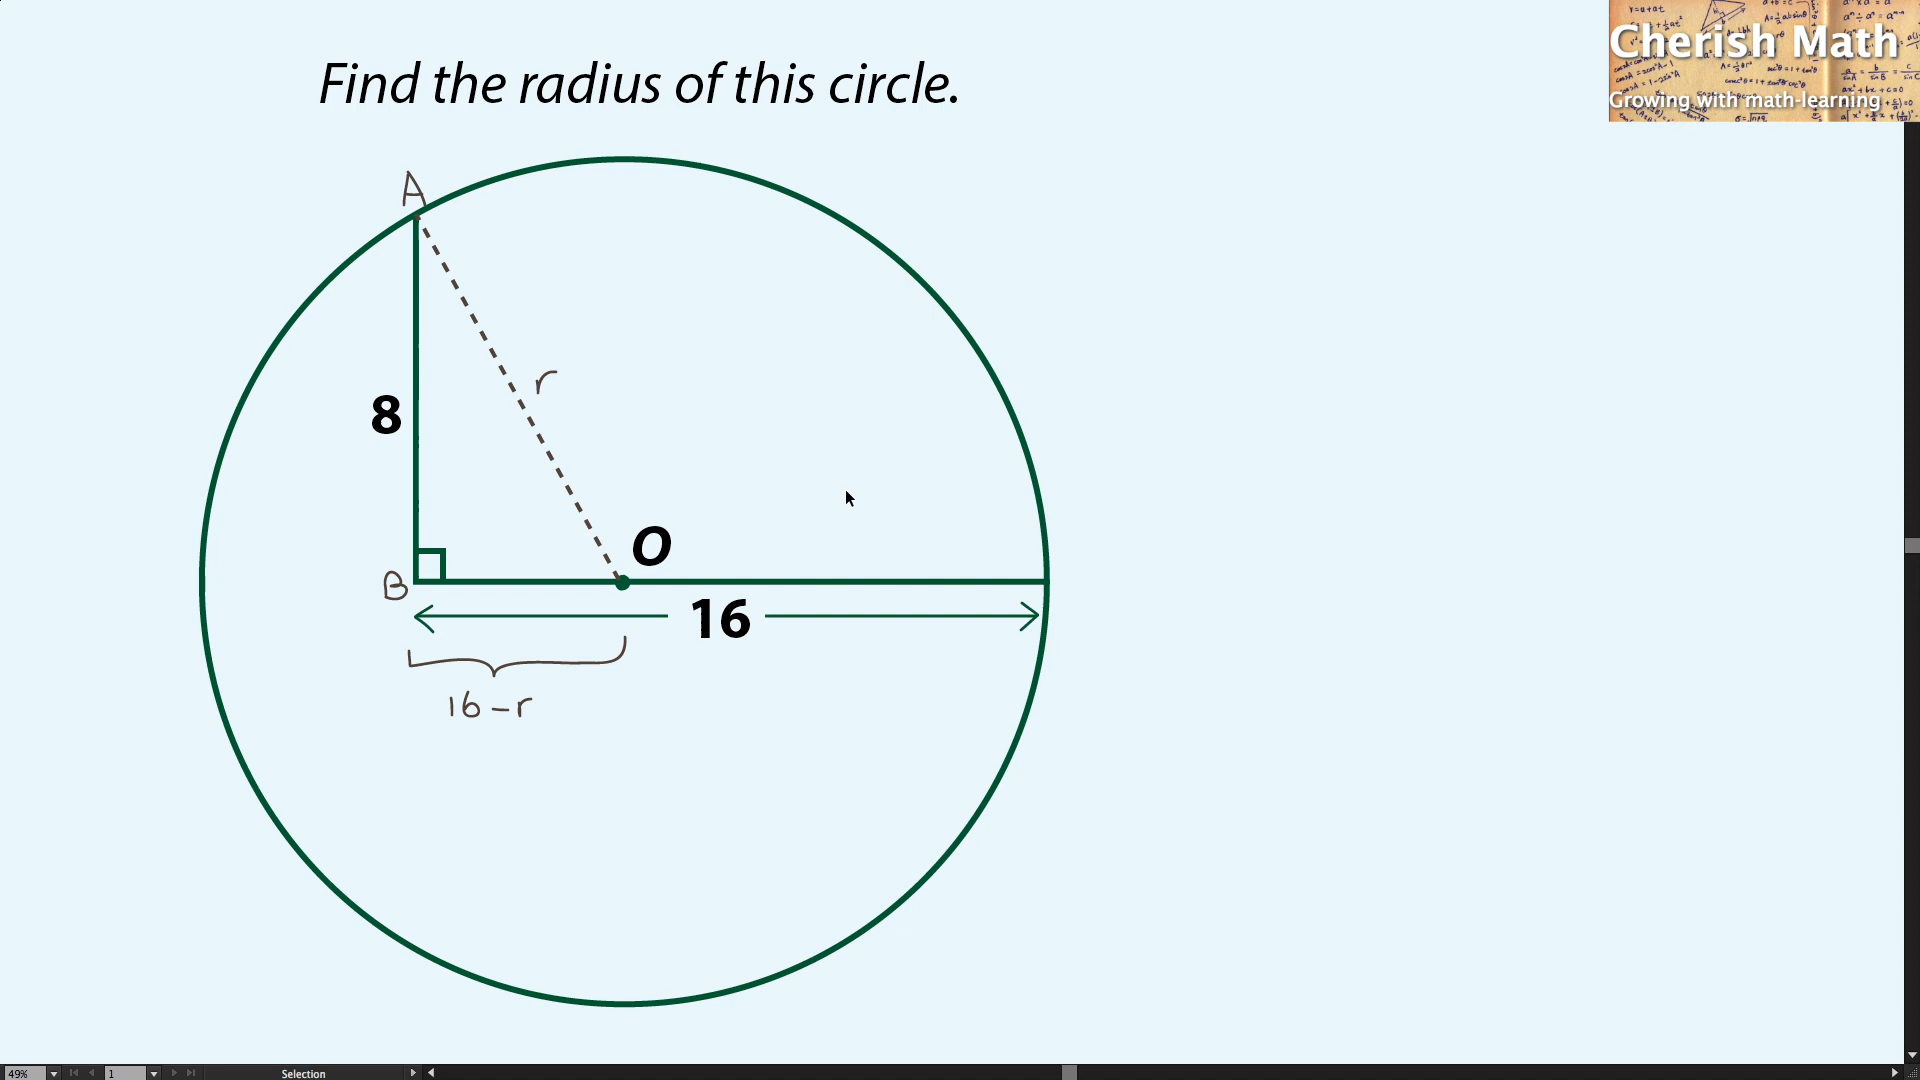 Cherish Math
Growing with math-learning
Find the radius of this circle.
A
r
8
O
B
16
16 - r
49%
1
Selection